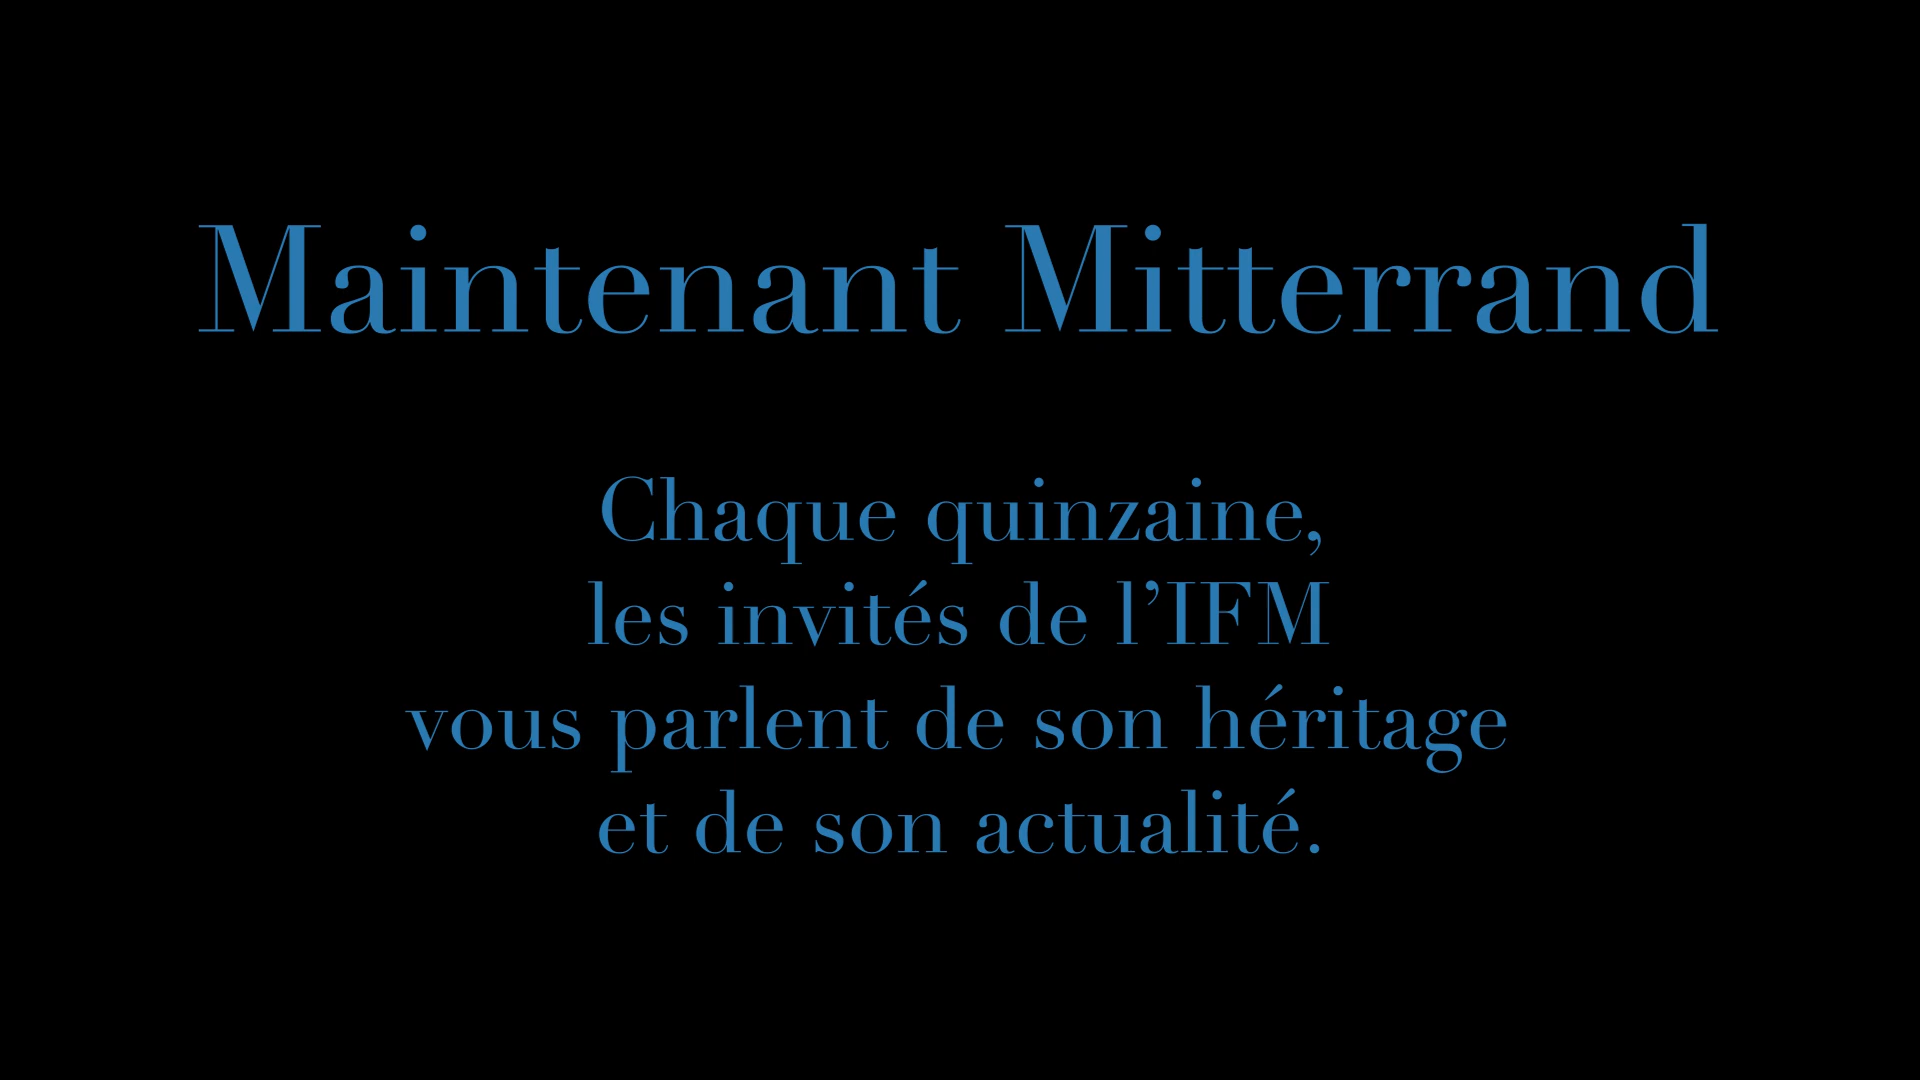 Maintenant Mitterrand
Chaque quinzaine,
les invités de l’IFM
vous parlent de son héritage
et de son actualité.